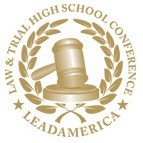 LAW & TRIAL HIGH SCHOOL CONFERENCE
LEADAMERICA